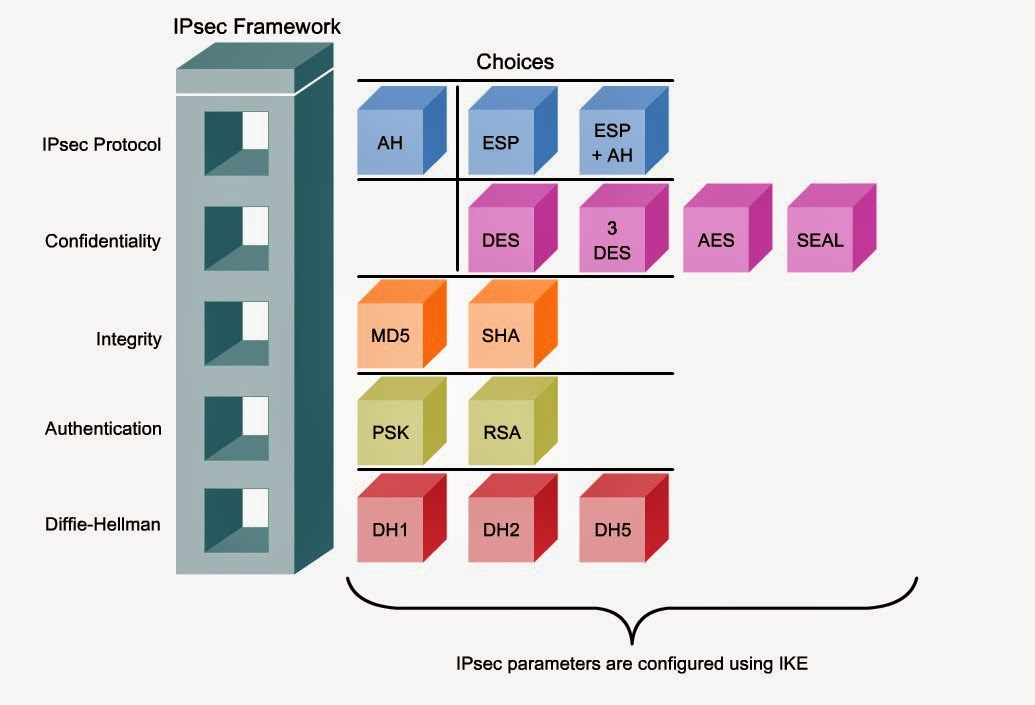 IPsec Framework
Choices
IPsec Protocol
AH
ESP
ESP
+ AH
Confidentiality
DES
3
DES
AES
SEAL
Integrity
MD5
SHA
Authentication
PSK
RSA
Diffie-Hellman
DH1
DH2
DH5
IPsec parameters are configured using IKE